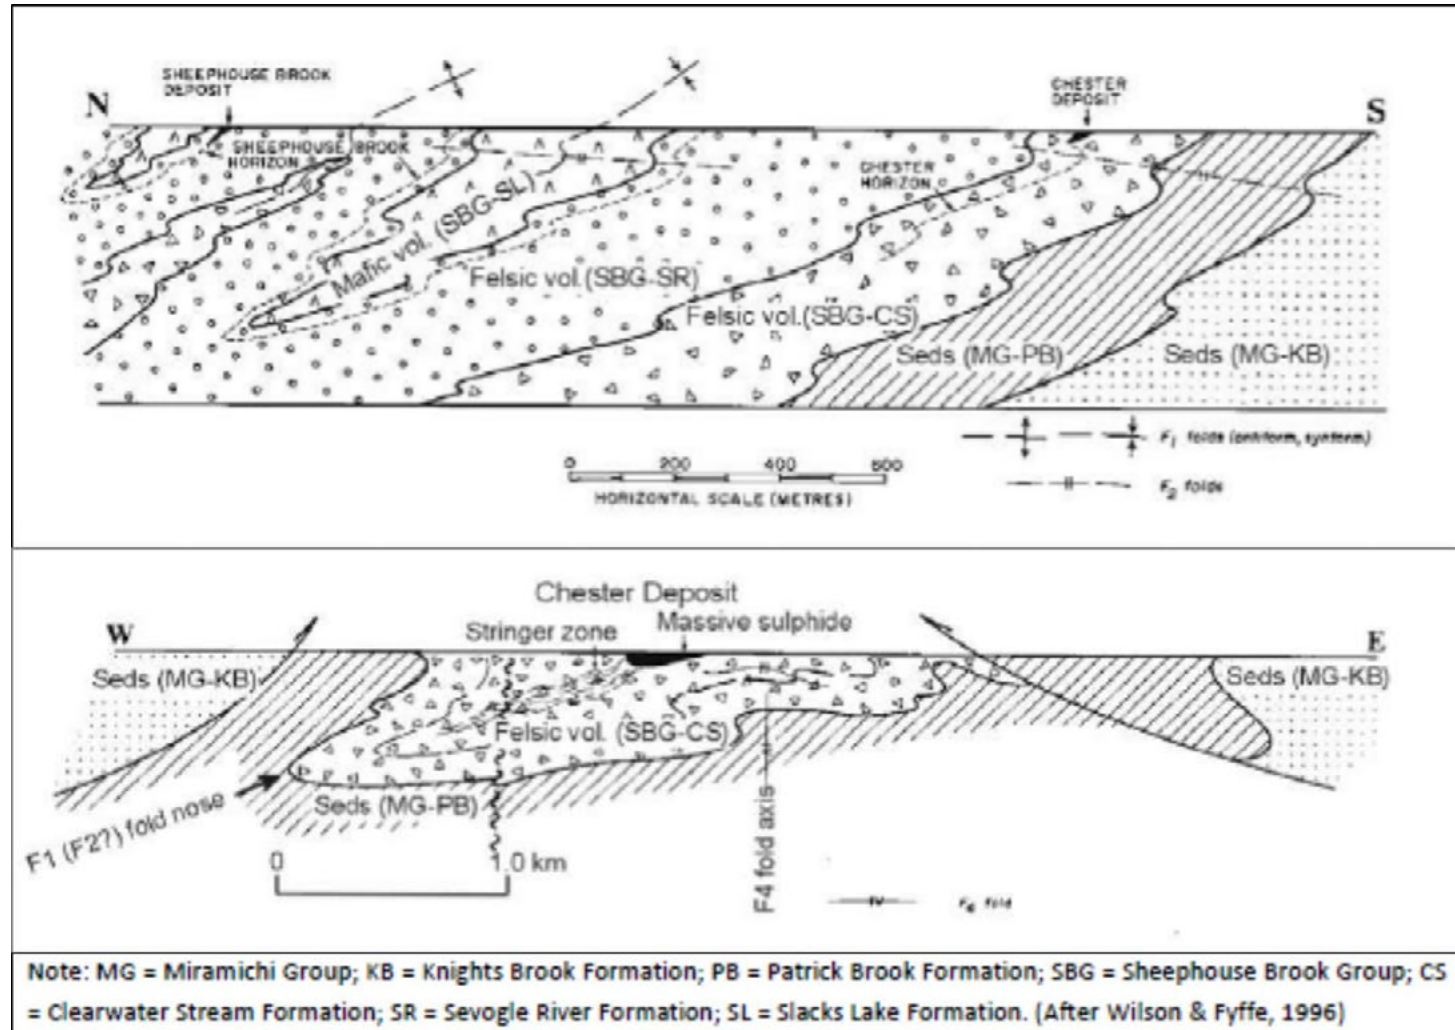 SHEEPHOUSE BROOK
DEPOSIT
N
CHESTER
DEPOSIT
S
SHEEPHOUSE BROOK
HORIZON
CHESTER
HORIZON
Mafic vol. (SBG-SL)
Felsic vol.(SBG-SR)
Felsic vol.(SBG-CS)
Seds (MG-PB)
Seds (MG-KB)
F1 folds (antiform, synform)
F2 folds
0 200 400 600
HORIZONTAL SCALE (METRES)
Chester Deposit
W
Stringer zone
Massive sulphide
E
Seds (MG-KB)
Seds (MG-KB)
Felsic vol. (SBG-CS)
Seds (MG-PB)
F1 (F2?) fold nose
0 1.0 km
F4 fold axis
IV F4 fold
Note: MG = Miramichi Group; KB = Knights Brook Formation; PB = Patrick Brook Formation; SBG = Sheephouse Brook Group; CS
= Clearwater Stream Formation; SR = Sevogle River Formation; SL = Slacks Lake Formation. (After Wilson & Fyffe, 1996)